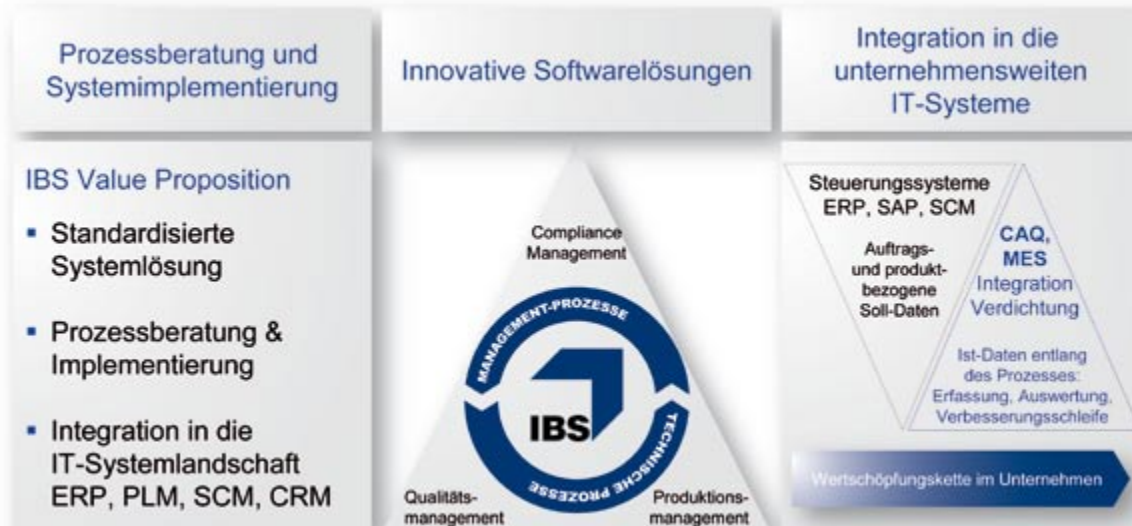 Prozessberatung und
Systemimplementierung
Innovative Softwarelösungen
Integration in die
unternehmensweiten
IT-Systeme
IBS Value Proposition
▪ Standardisierte
Systemlösung
▪ Prozessberatung &
Implementierung
▪ Integration in die
IT-Systemlandschaft
ERP, PLM, SCM, CRM
Compliance
Management
MANAGEMENT-PROZESSE
IBS
TECHNISCHE PROZESSE
Qualitäts-
management
Produktions-
management
Steuerungssysteme
ERP, SAP, SCM
Auftrags-
und produkt-
bezogene
Soll-Daten
CAQ,
MES
Integration
Verdichtung
Ist-Daten entlang
des Prozesses:
Erfassung, Auswertung,
Verbesserungsschleife
Wertschöpfungskette im Unternehmen